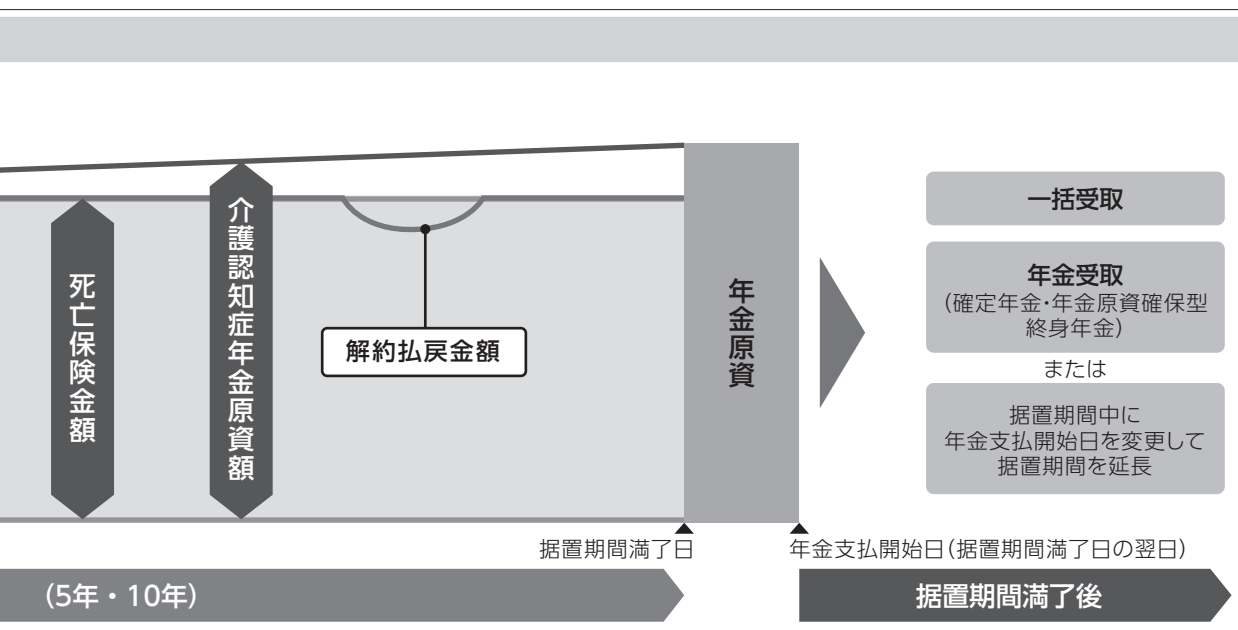 死亡保険金額
介護認知症年金原資額
解約払戻金額
年金原資
一括受取
年金受取
(確定年金・年金原資確保型
終身年金)
または
据置期間中に
年金支払開始日を変更して
据置期間を延長
据置期間満了日
年金支払開始日(据置期間満了日の翌日)
(5年・10年)
据置期間満了後